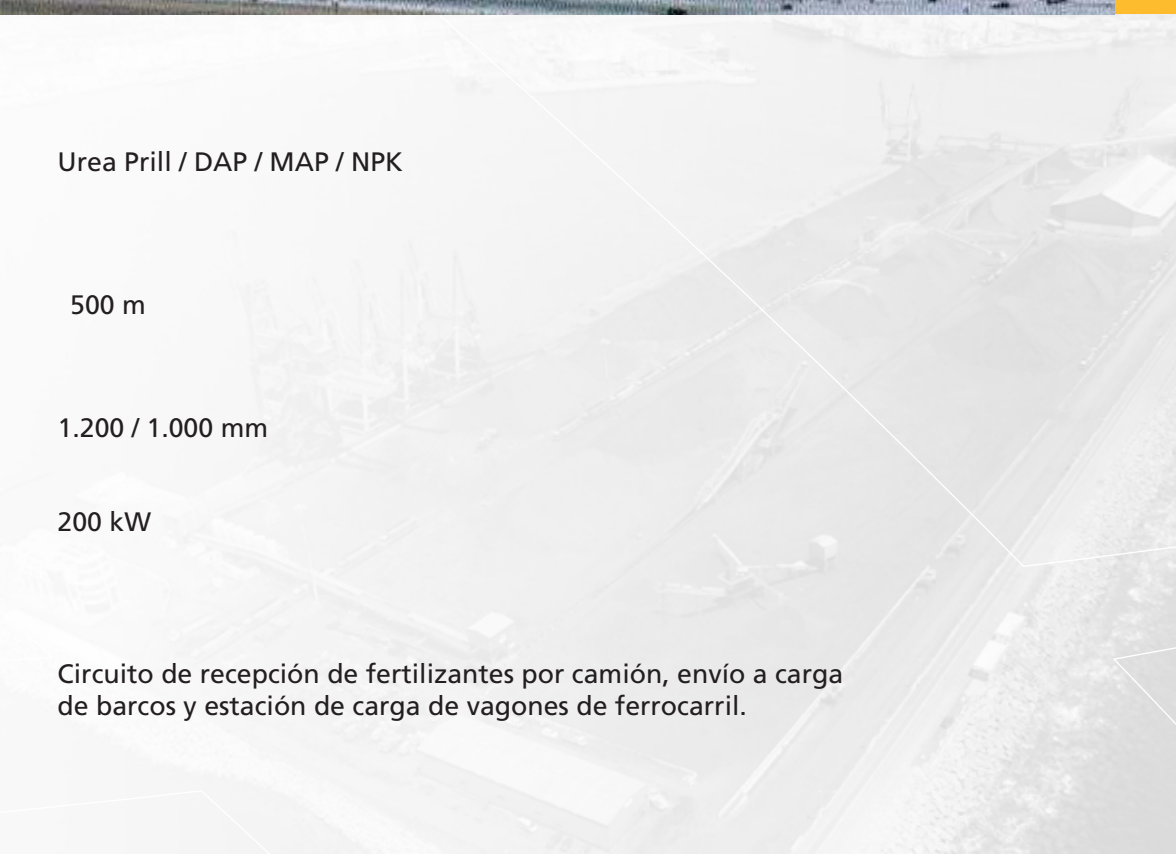 Urea Prill / DAP / MAP / NPK
500 m
1.200 / 1.000 mm
200 kW
Circuito de recepción de fertilizantes por camión, envío a carga
de barcos y estación de carga de vagones de ferrocarril.